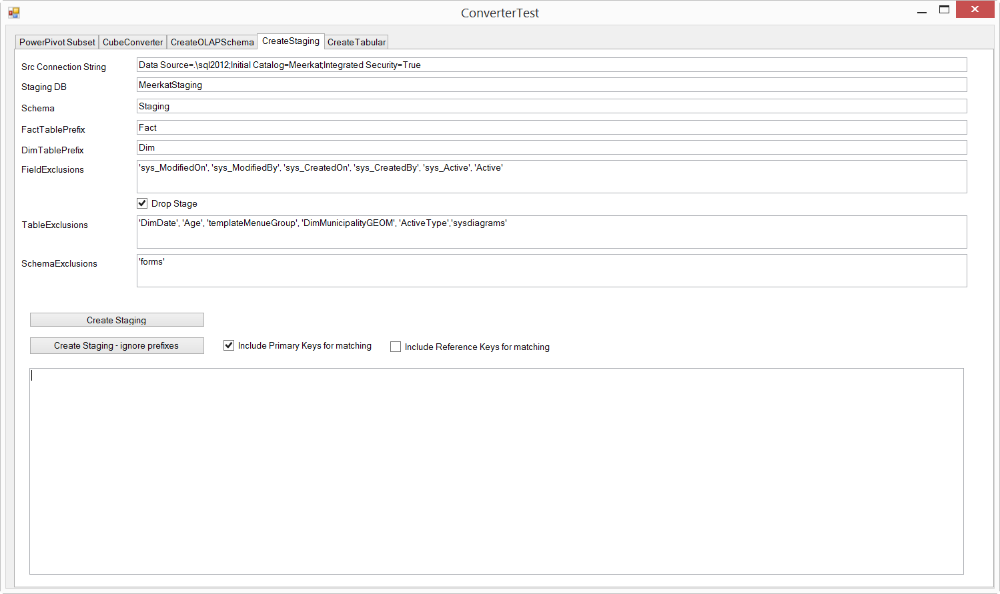 ConverterTest
PowerPivot Subset CubeConverter CreateOLAPSchema CreateStaging CreateTabular
Src Connection String Data Source=.\sql2012;Initial Catalog=Meerkat;Integrated Security=True
Staging DB MeerkatStaging
Schema Staging
FactTablePrefix Fact
DimTablePrefix Dim
FieldExclusions 'sys_ModifiedOn', 'sys_ModifiedBy', 'sys_CreatedOn', 'sys_CreatedBy', 'sys_Active', 'Active'
Drop Stage
TableExclusions 'DimDate', 'Age', 'templateMenueGroup', 'DimMunicipalityGEOM', 'ActiveType','sysdiagrams'
SchemaExclusions 'forms'
Create Staging
Create Staging - ignore prefixes Include Primary Keys for matching Include Reference Keys for matching